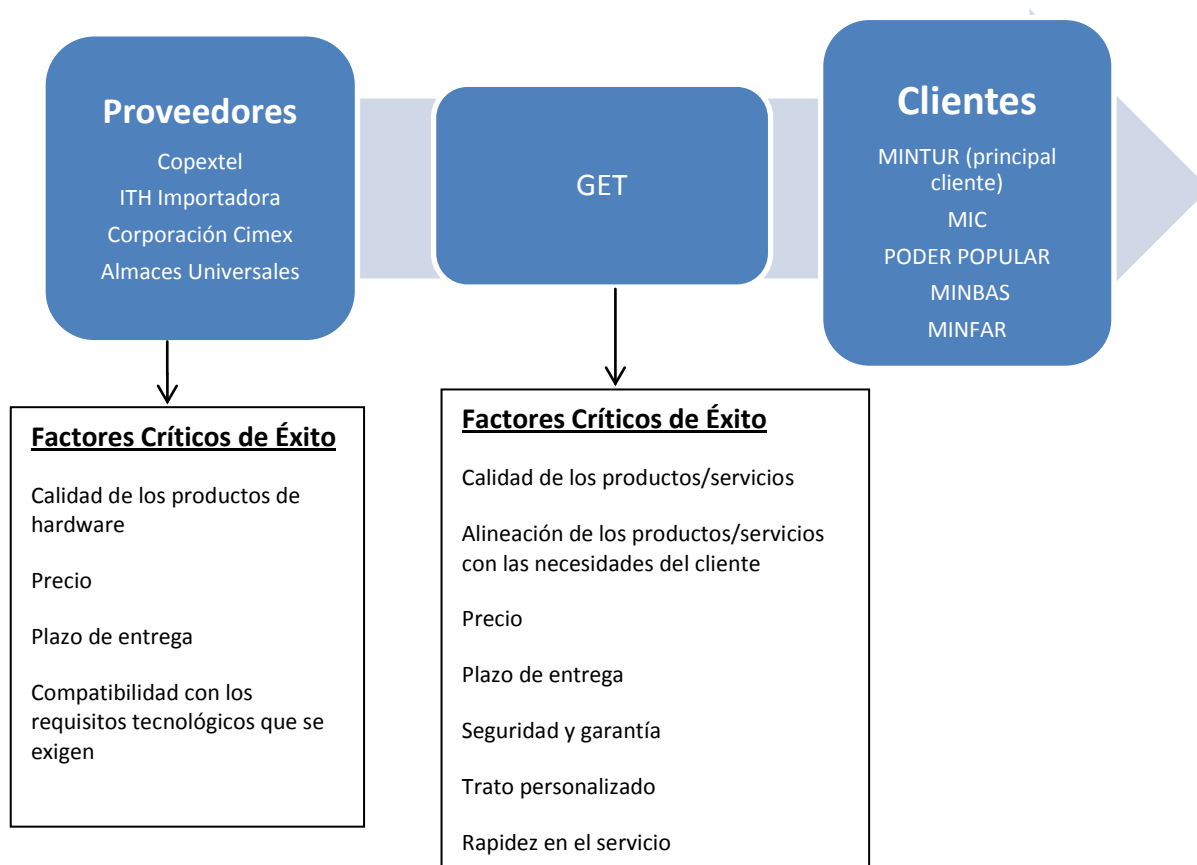 Proveedores
Copextel
ITH Importadora
Corporación Cimex
Almaces Universales
GET
Clientes
MINTUR (principal
cliente)
MIC
PODER POPULAR
MINBAS
MINFAR
Factores Críticos de Éxito
Calidad de los productos de
hardware
Precio
Plazo de entrega
Compatibilidad con los
requisitos tecnológicos que se
exigen
Factores Críticos de Éxito
Calidad de los productos/servicios
Alineación de los productos/servicios
con las necesidades del cliente
Precio
Plazo de entrega
Seguridad y garantía
Trato personalizado
Rapidez en el servicio